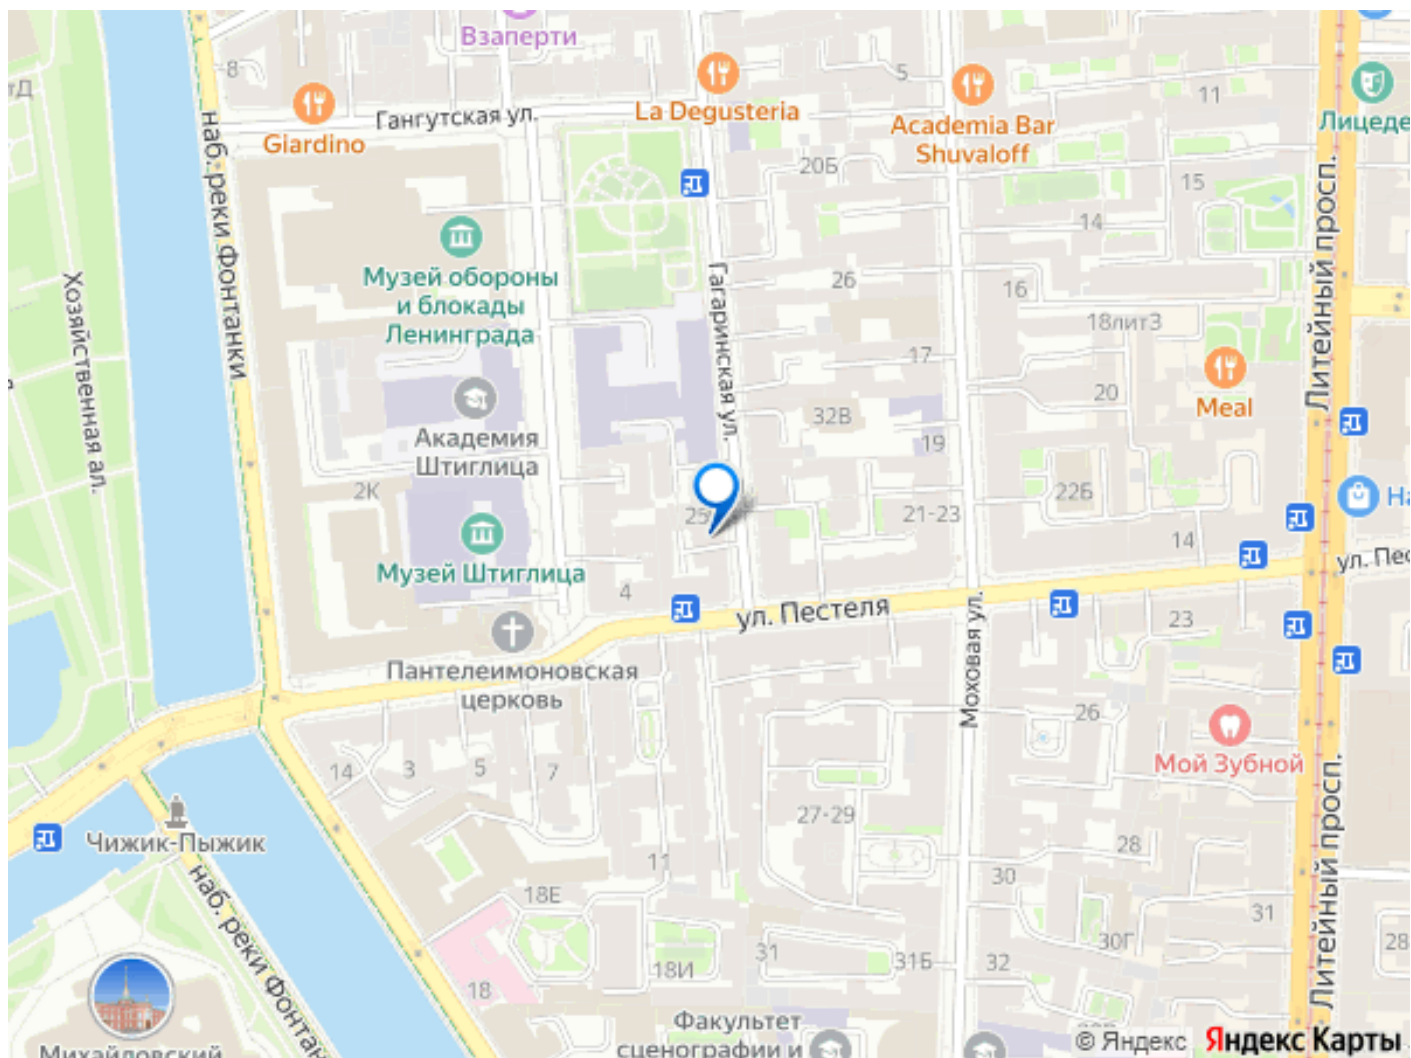 Взаперти
8
Giardino
Гангутская ул.
La Degusteria
5
Academia Bar
Shuvaloff
11
Лицеде
тД
наб. реки Фонтанки
20Б
15
14
Музей обороны
и блокады
Ленинграда
Гагаринская ул.
26
16
18лит3
Литейный просп.
Хозяйственная ал.
17
20
Meal
32В
19
Академия
Штиглица
2К
25
21-23
22Б
14
На
Музей Штиглица
4
ул. Пестеля
ул. Пес
23
Моховая ул.
Пантелеимоновская
церковь
26
Мой Зубной
14
3
5
7
27-29
Чижик-Пыжик
наб. реки Фонтан
11
28
30
18Е
31
30Г
Литейный просп.
28
18И
31
31Б
32
18
Михайловский
Факультет
сценографии и
© Яндекс Яндекс Карты